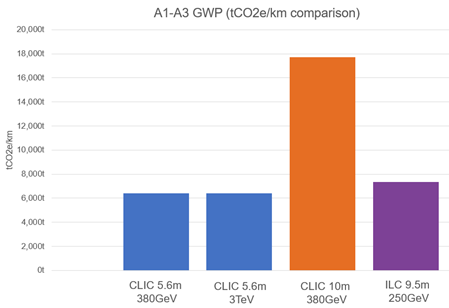 A1-A3 GWP (tCO2e/km comparison)
20,000t
18,000t
16,000t
14,000t
12,000t
10,000t
8,000t
6,000t
4,000t
2,000t
0t
tCO2e/km
CLIC 5.6m
380GeV
CLIC 5.6m
3TeV
CLIC 10m
380GeV
ILC 9.5m
250GeV